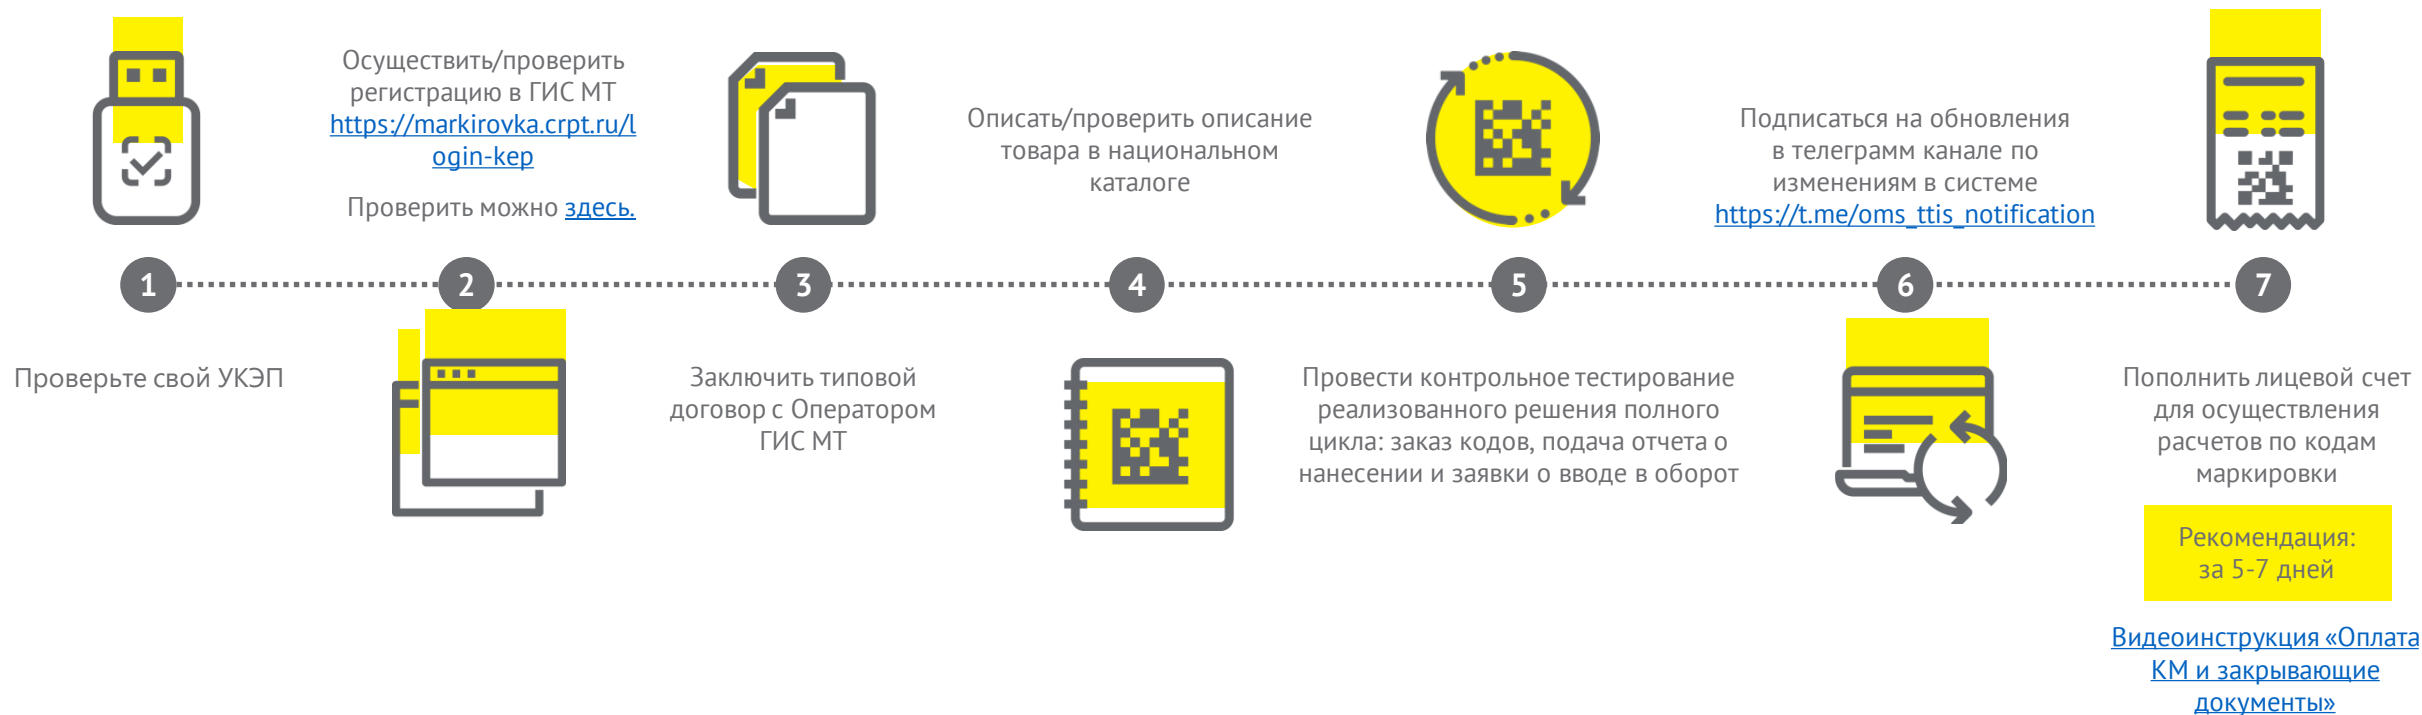 1
Проверьте свой УКЭП
Осуществить/проверить
регистрацию в ГИС МТ
https://markirovka.crpt.ru/l
ogin-kep
Проверить можно здесь.
2
3
Заключить типовой
договор с Оператором
ГИС МТ
Описать/проверить описание
товара в национальном
каталоге
4
5
Провести контрольное тестирование
реализованного решения полного
цикла: заказ кодов, подача отчета о
нанесении и заявки о вводе в оборот
Подписаться на обновления
в телеграмм канале по
изменениям в системе
https://t.me/oms_ttis_notification
6
7
Пополнить лицевой счет
для осуществления
расчетов по кодам
маркировки
Рекомендация:
за 5-7 дней
Видеоинструкция «Оплата
КМ и закрывающие
документы»